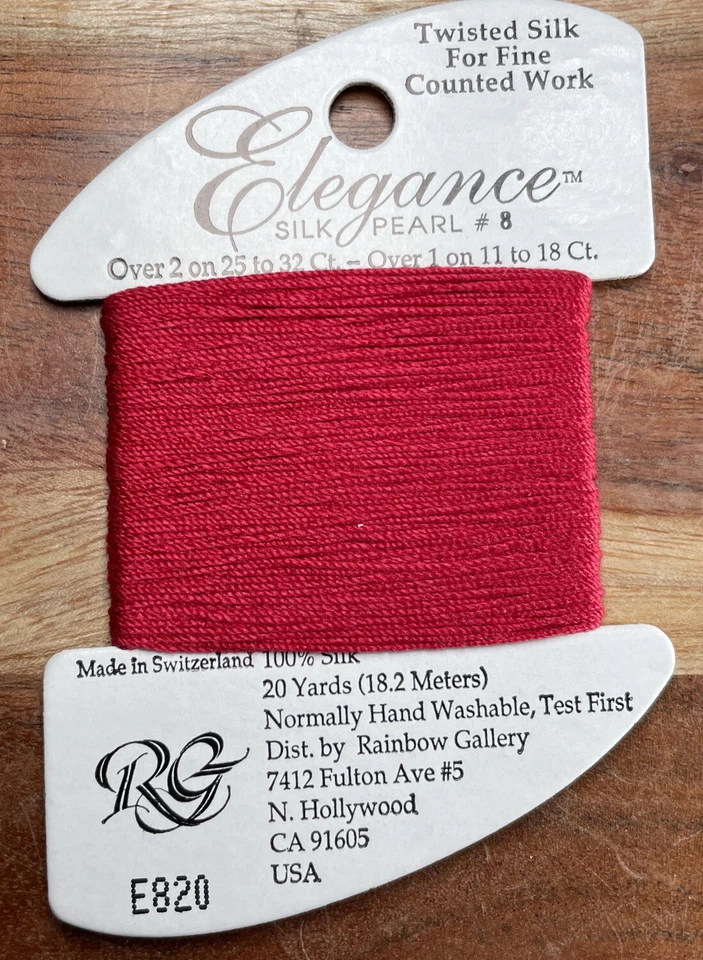 Twisted Silk
For Fine
Counted Work
Elegance™
SILK PEARL # 8
Over 2 on 25 to 32 Ct. – Over 1 on 11 to 18 Ct.
Made in Switzerland 100% Silk
20 Yards (18.2 Meters)
Normally Hand Washable, Test First
Dist. by Rainbow Gallery
7412 Fulton Ave #5
N. Hollywood
CA 91605
USA
RG
E820